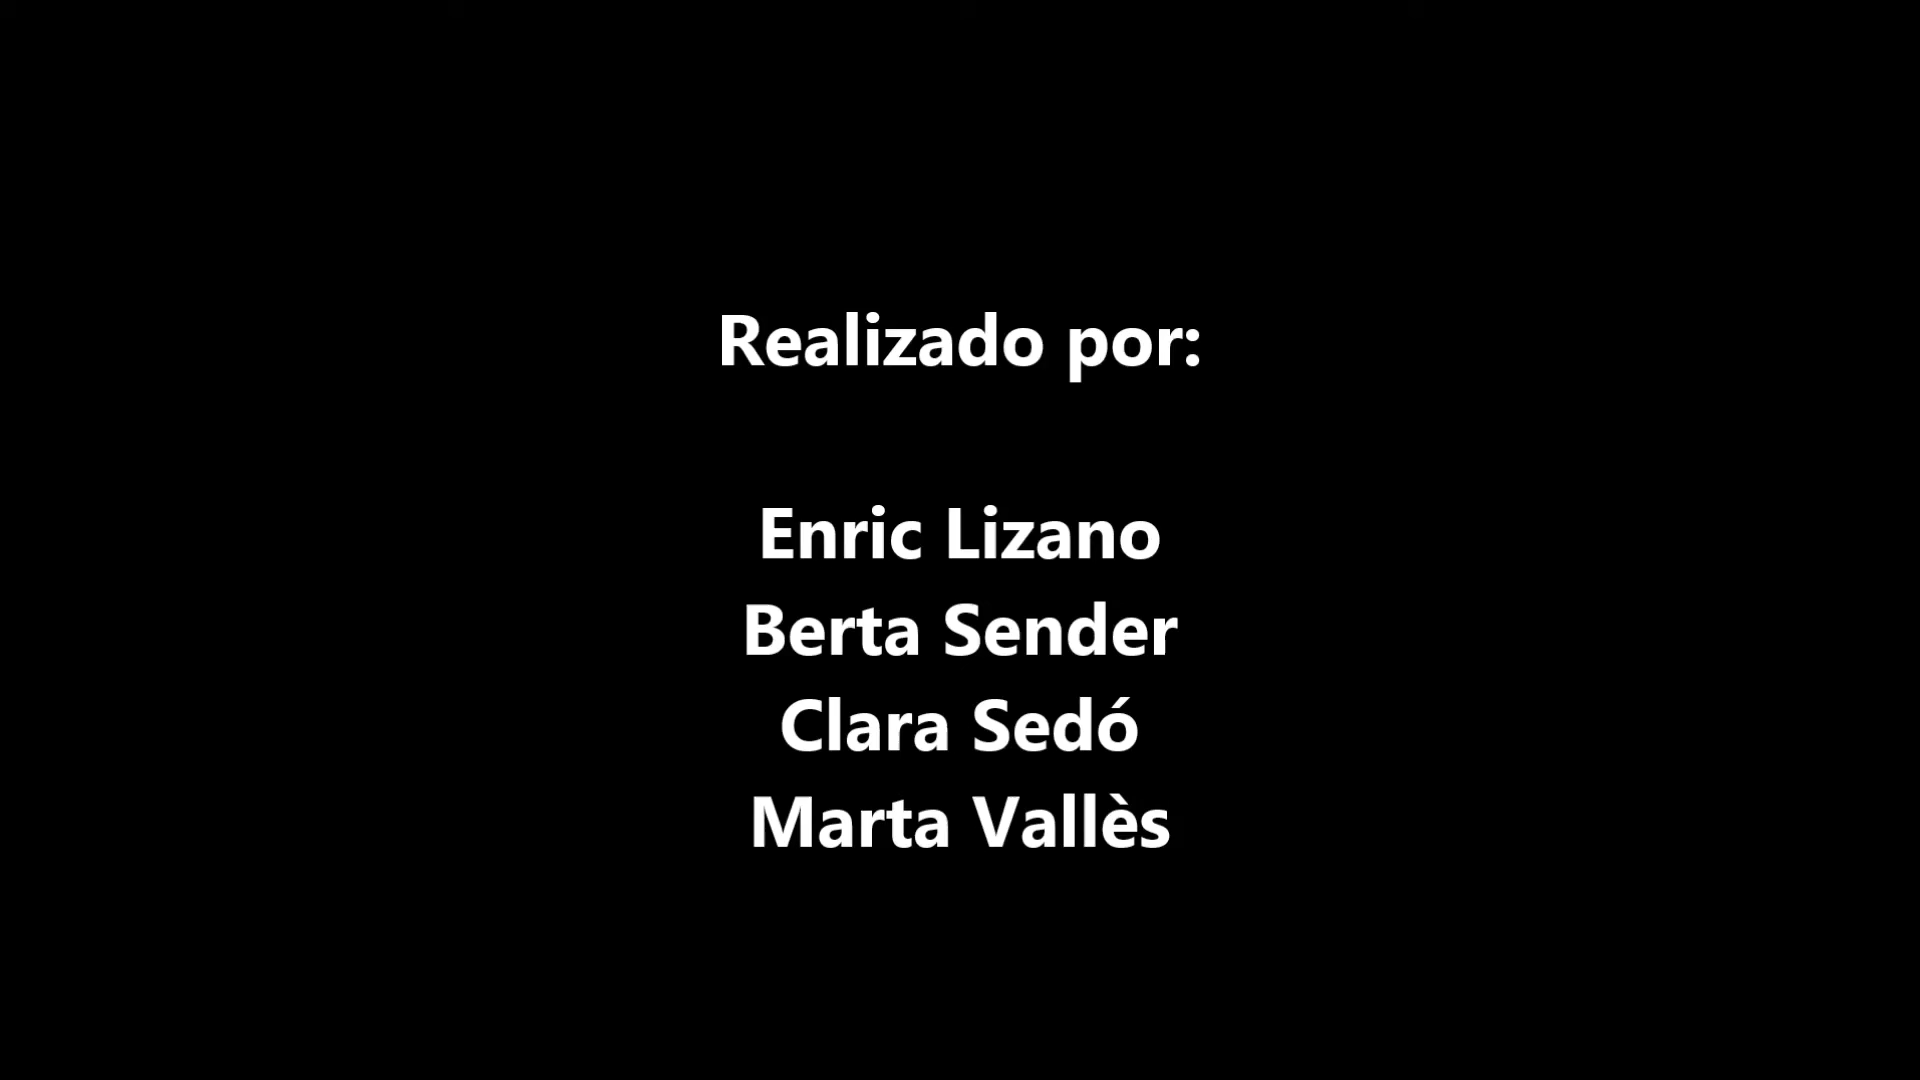 Realizado por:
Enric Lizano
Berta Sender
Clara Sedó
Marta Vallès